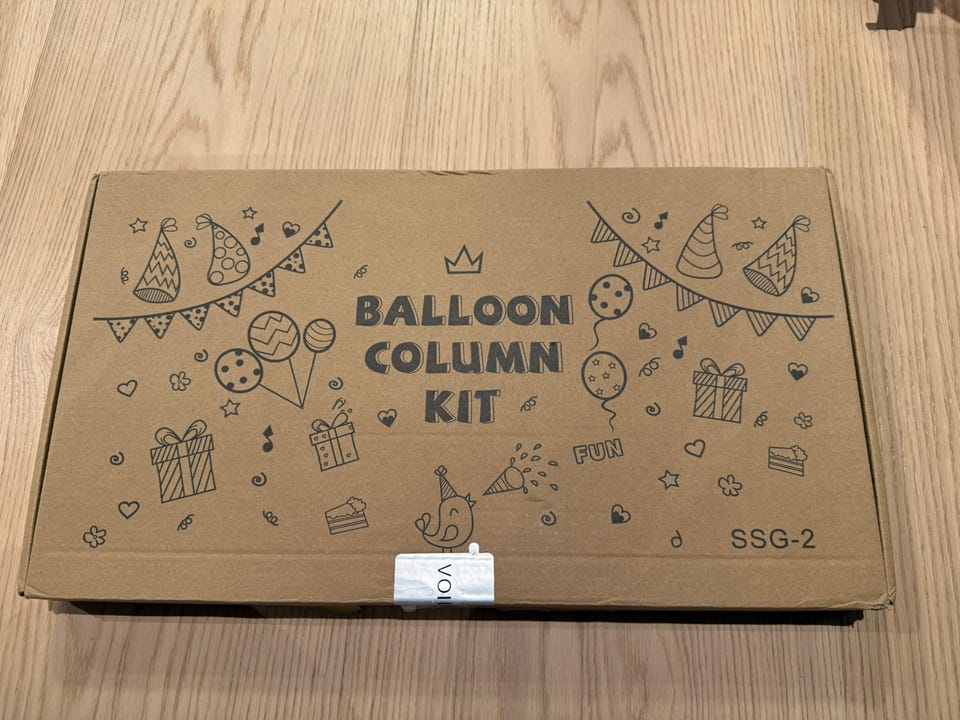 BALLOON
COLUMN
KIT
FUN
SSG-2